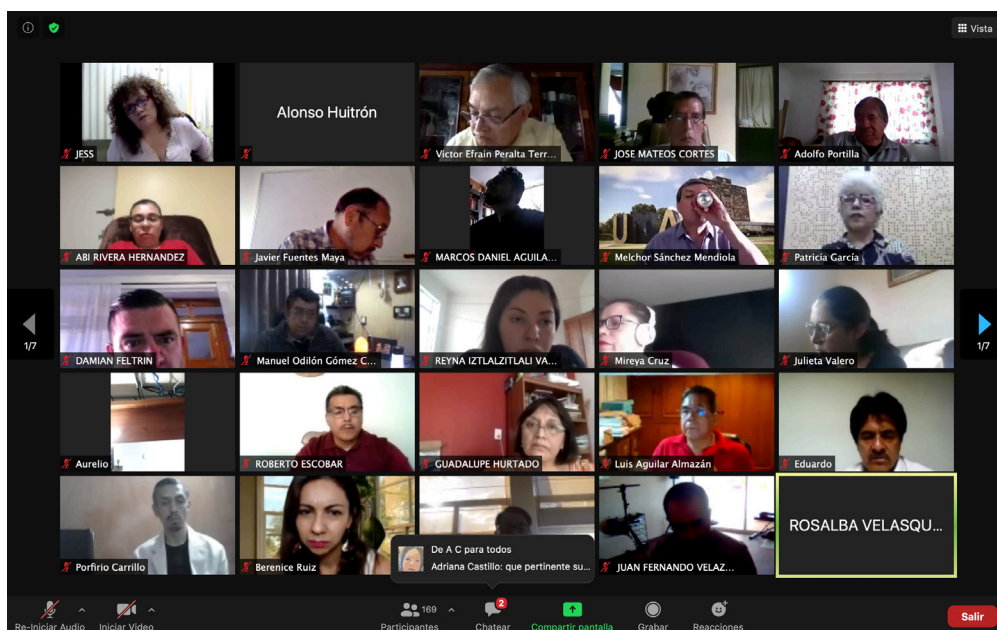 Vista
JESS
Alonso Huitrón
Victor Efraín Peralta Terr...
JOSE MATEOS CORTES
Adolfo Portilla
ABI RIVERA HERNANDEZ
Javier Fuentes Maya
MARCOS DANIEL AGUILA...
Melchor Sánchez Mendiola
Patricia García
1/7
DAMIAN FELTRIN
Manuel Odilón Gómez C...
REYNA IZTLALZITLALI VA...
Mireya Cruz
Julieta Valero
1/7
Aurelio
ROBERTO ESCOBAR
GUADALUPE HURTADO
Luis Aguilar Almazán
Eduardo
Porfirio Carrillo
Berenice Ruiz
De A C para todos
Adriana Castillo: que pertinente su...
JUAN FERNANDO VELAZ...
ROSALBA VELASQU...
Re-Iniciar Audio
Iniciar Video
169
Participantes
2
Chatear
Compartir pantalla
Grabar
Reacciones
Salir